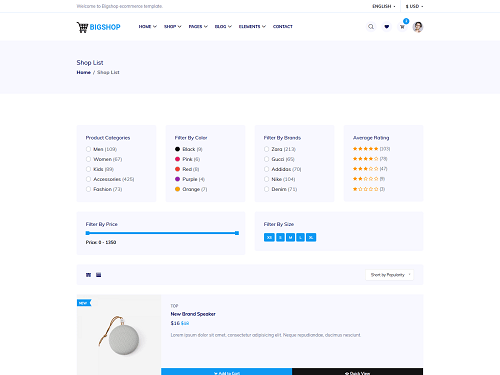 Welcome to Bigshop ecommerce template.
ENGLISH
$ USD
BIGSHOP
HOME
SHOP
PAGES
BLOG
ELEMENTS
CONTACT
Shop List
Home / Shop List
Product Categories
Men (109)
Women (67)
Kids (89)
Accessories (425)
Fashion (73)
Filter By Color
Black (9)
Pink (6)
Red (8)
Purple (4)
Orange (7)
Filter By Brands
Zara (213)
Gucci (65)
Addidas (70)
Nike (104)
Denim (71)
Average Rating
(103)
(78)
(47)
(9)
(3)
Filter By Price
Price: 0 - 1350
Filter By Size
XS
S
M
L
XL
Short by Popularity
NEW
TOP
New Brand Speaker
$16
Lorem ipsum dolor sit amet, consectetur adipisicing elit. Neque repudiandae, ducimus nesciunt.
Add to Cart
Quick View